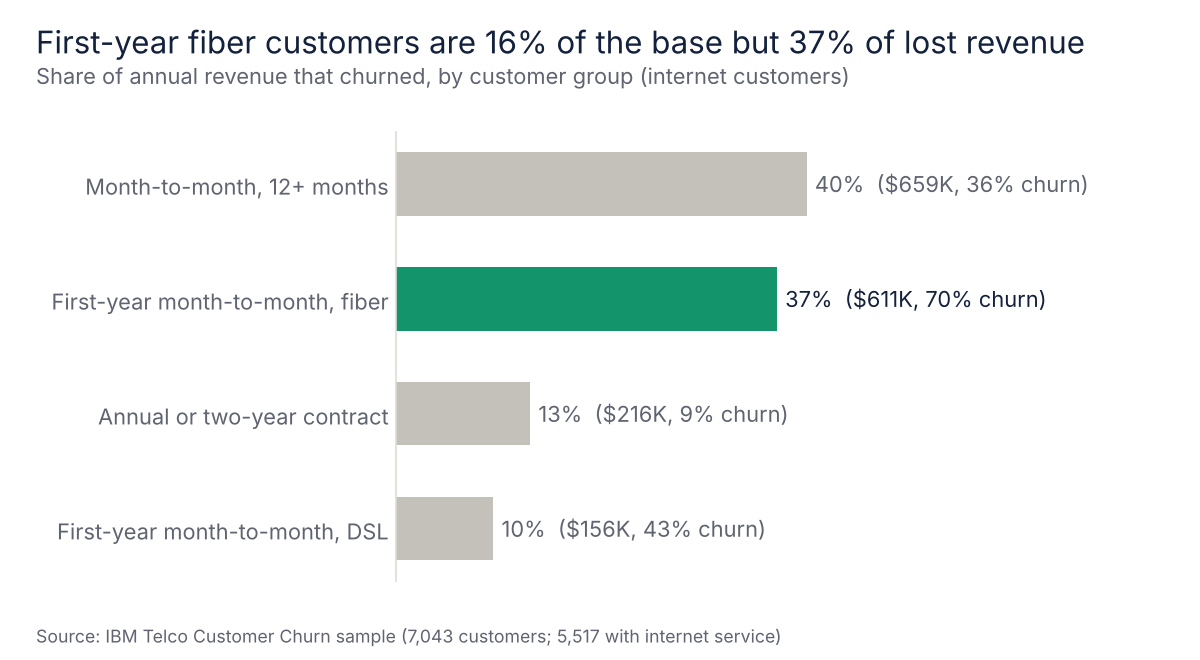 First-year fiber customers are 16% of the base but 37% of lost revenue
Share of annual revenue that churned, by customer group (internet customers)
Month-to-month, 12+ months 40% ($659K, 36% churn)
First-year month-to-month, fiber 37% ($611K, 70% churn)
Annual or two-year contract 13% ($216K, 9% churn)
First-year month-to-month, DSL 10% ($156K, 43% churn)
Source: IBM Telco Customer Churn sample (7,043 customers; 5,517 with internet service)